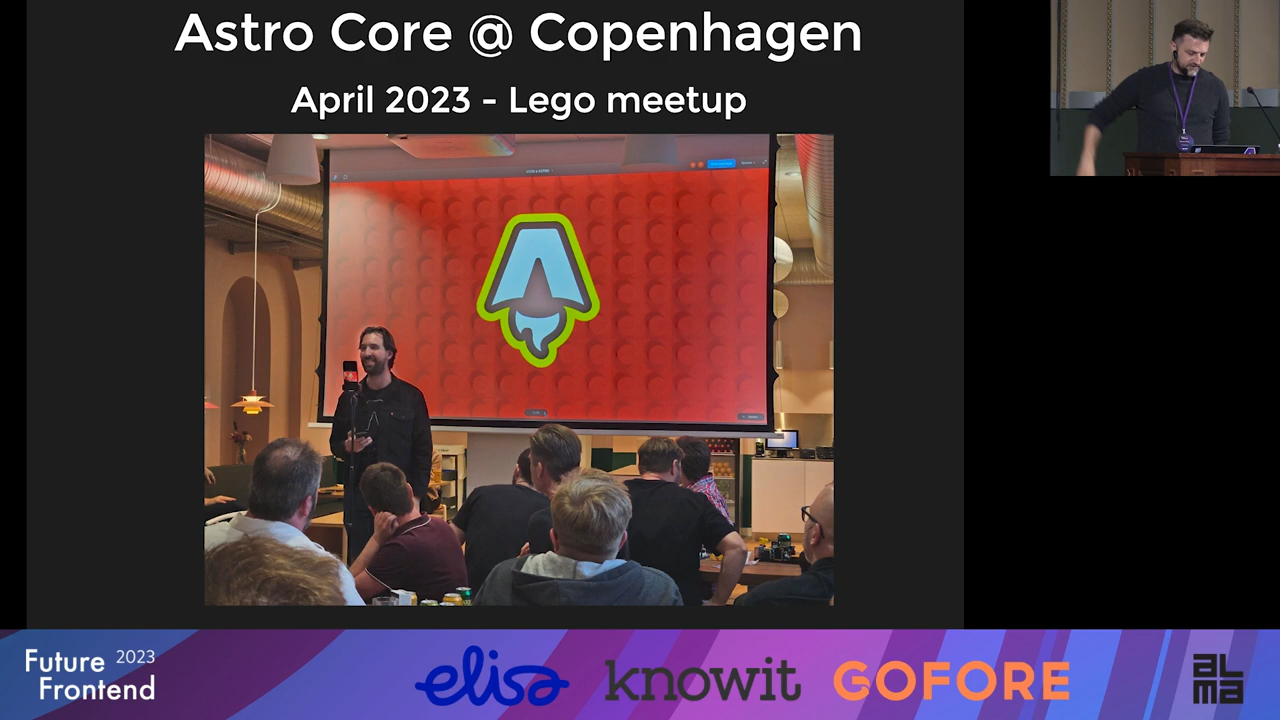 Astro Core @ Copenhagen
April 2023 - Lego meetup
Future 2023
Frontend
elisa
knowit
GOFORE
aLma